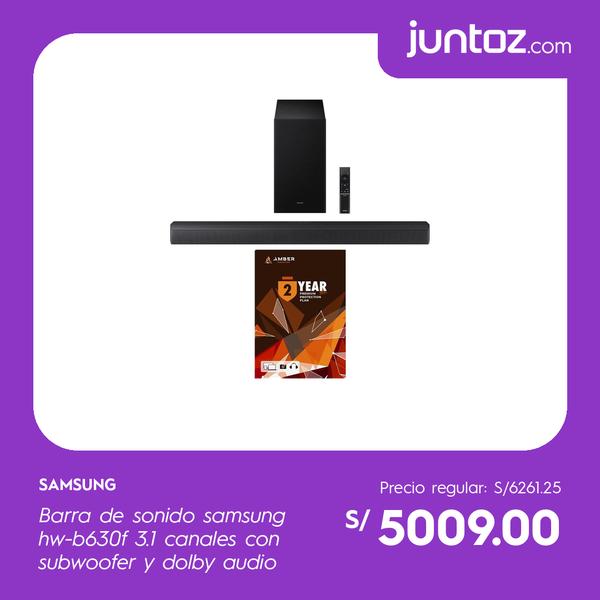 juntoz.com
AMBER
2 YEAR
PREMIUM
PROTECTION
PLAN
SAMSUNG
Barra de sonido samsung
hw-b630f 3.1 canales con
subwoofer y dolby audio
Precio regular: S/6261.25
S/ 5009.00